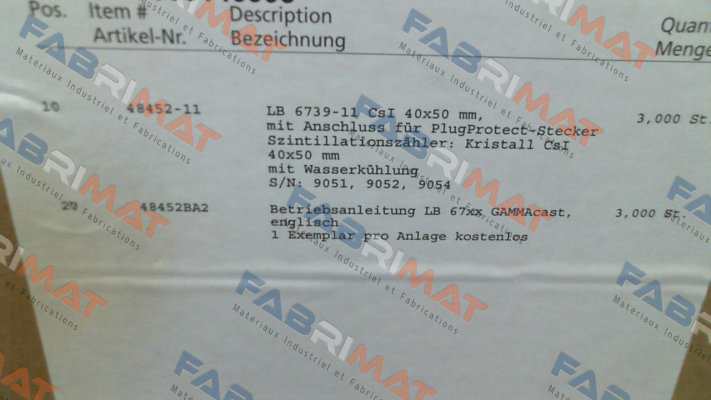 Pos. Item # Description Quant
Artikel-Nr. Bezeichnung Menge
10 48452-11 LB 6739-11 CsI 40x50 mm, 3,000 St.
mit Anschluss für PlugProtect-Stecker
Szintillationszähler: Kristall CsI
40x50 mm
mit Wasserkühlung
S/N: 9051, 9052, 9054
20 48452BA2 Betriebsanleitung LB 67xx GAMMAcast, 3,000 St.
englisch
1 Exemplar pro Anlage kostenlos
FABRIMAT
Materiaux Industriel et Fabrications